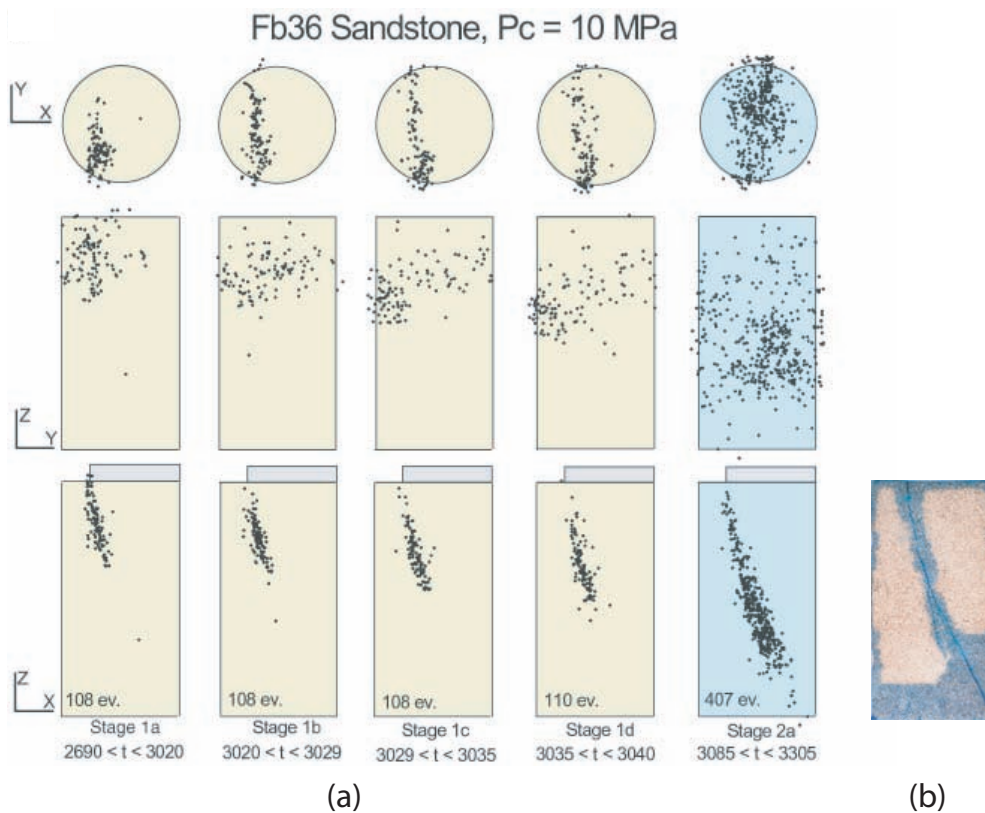 Fb36 Sandstone, Pc = 10 MPa
Y
X
Z
Y
Z
X
108 ev.
108 ev.
108 ev.
110 ev.
407 ev.
Stage 1a
Stage 1b
Stage 1c
Stage 1d
Stage 2a
2690 < t < 3020
3020 < t < 3029
3029 < t < 3035
3035 < t < 3040
3085 < t < 3305
(a)
(b)